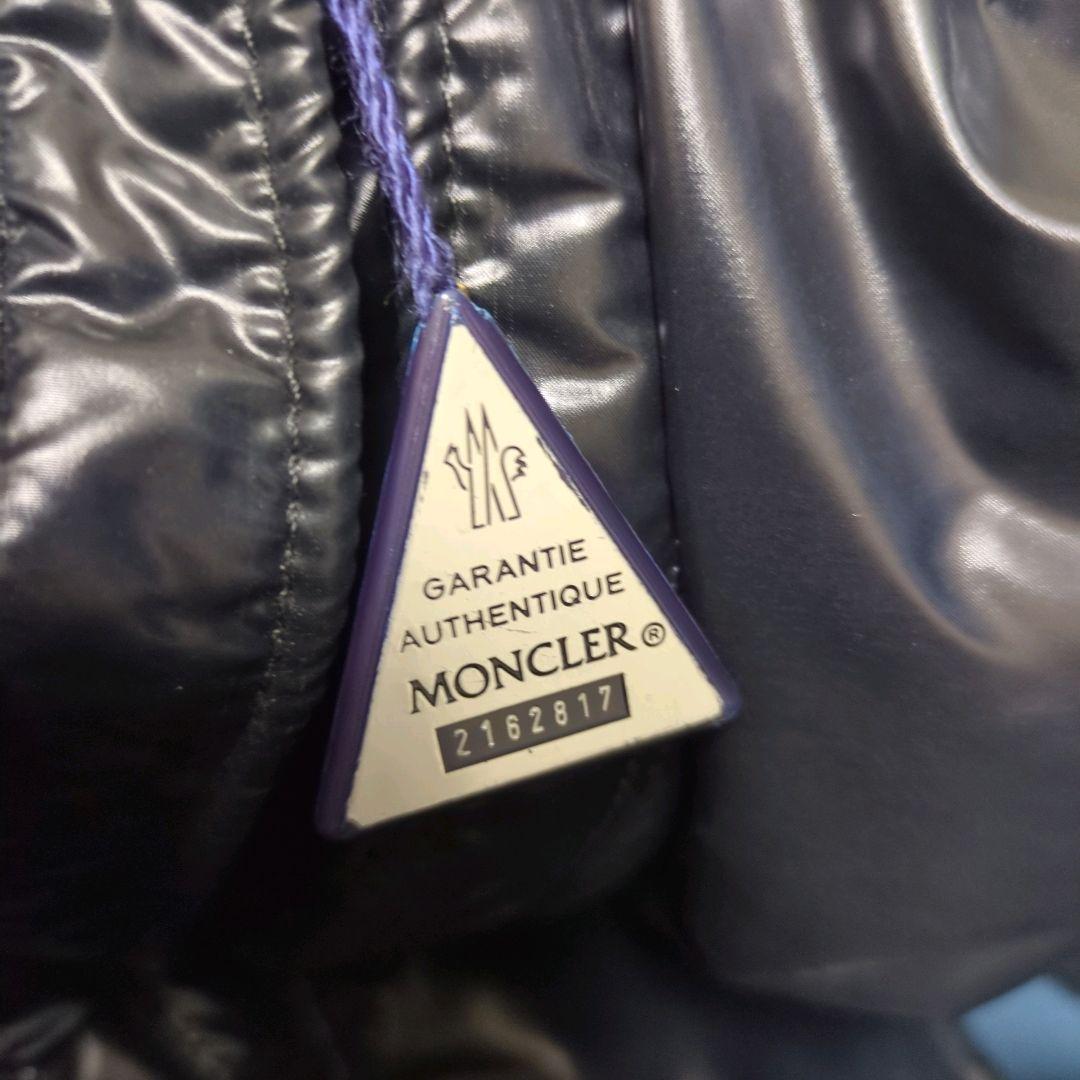 GARANTIE
AUTHENTIQUE
MONCLER®
2162817